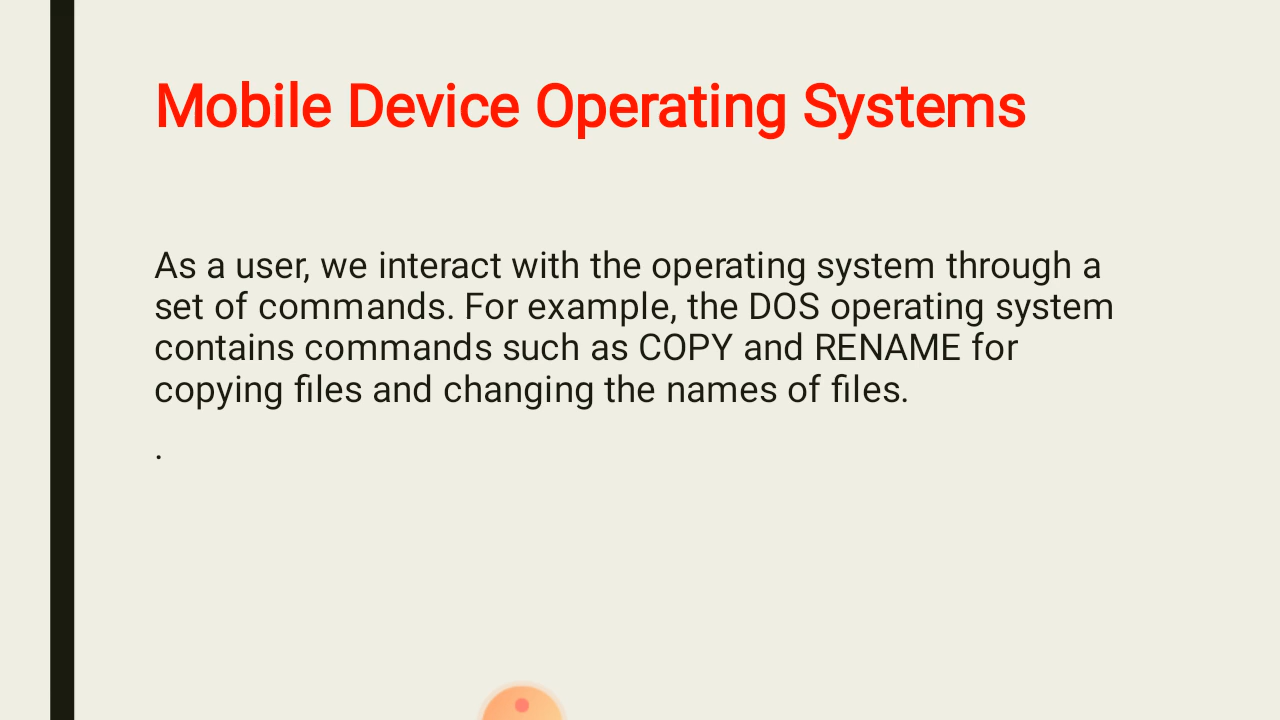 Mobile Device Operating Systems
As a user, we interact with the operating system through a
set of commands. For example, the DOS operating system
contains commands such as COPY and RENAME for
copying files and changing the names of files.
.